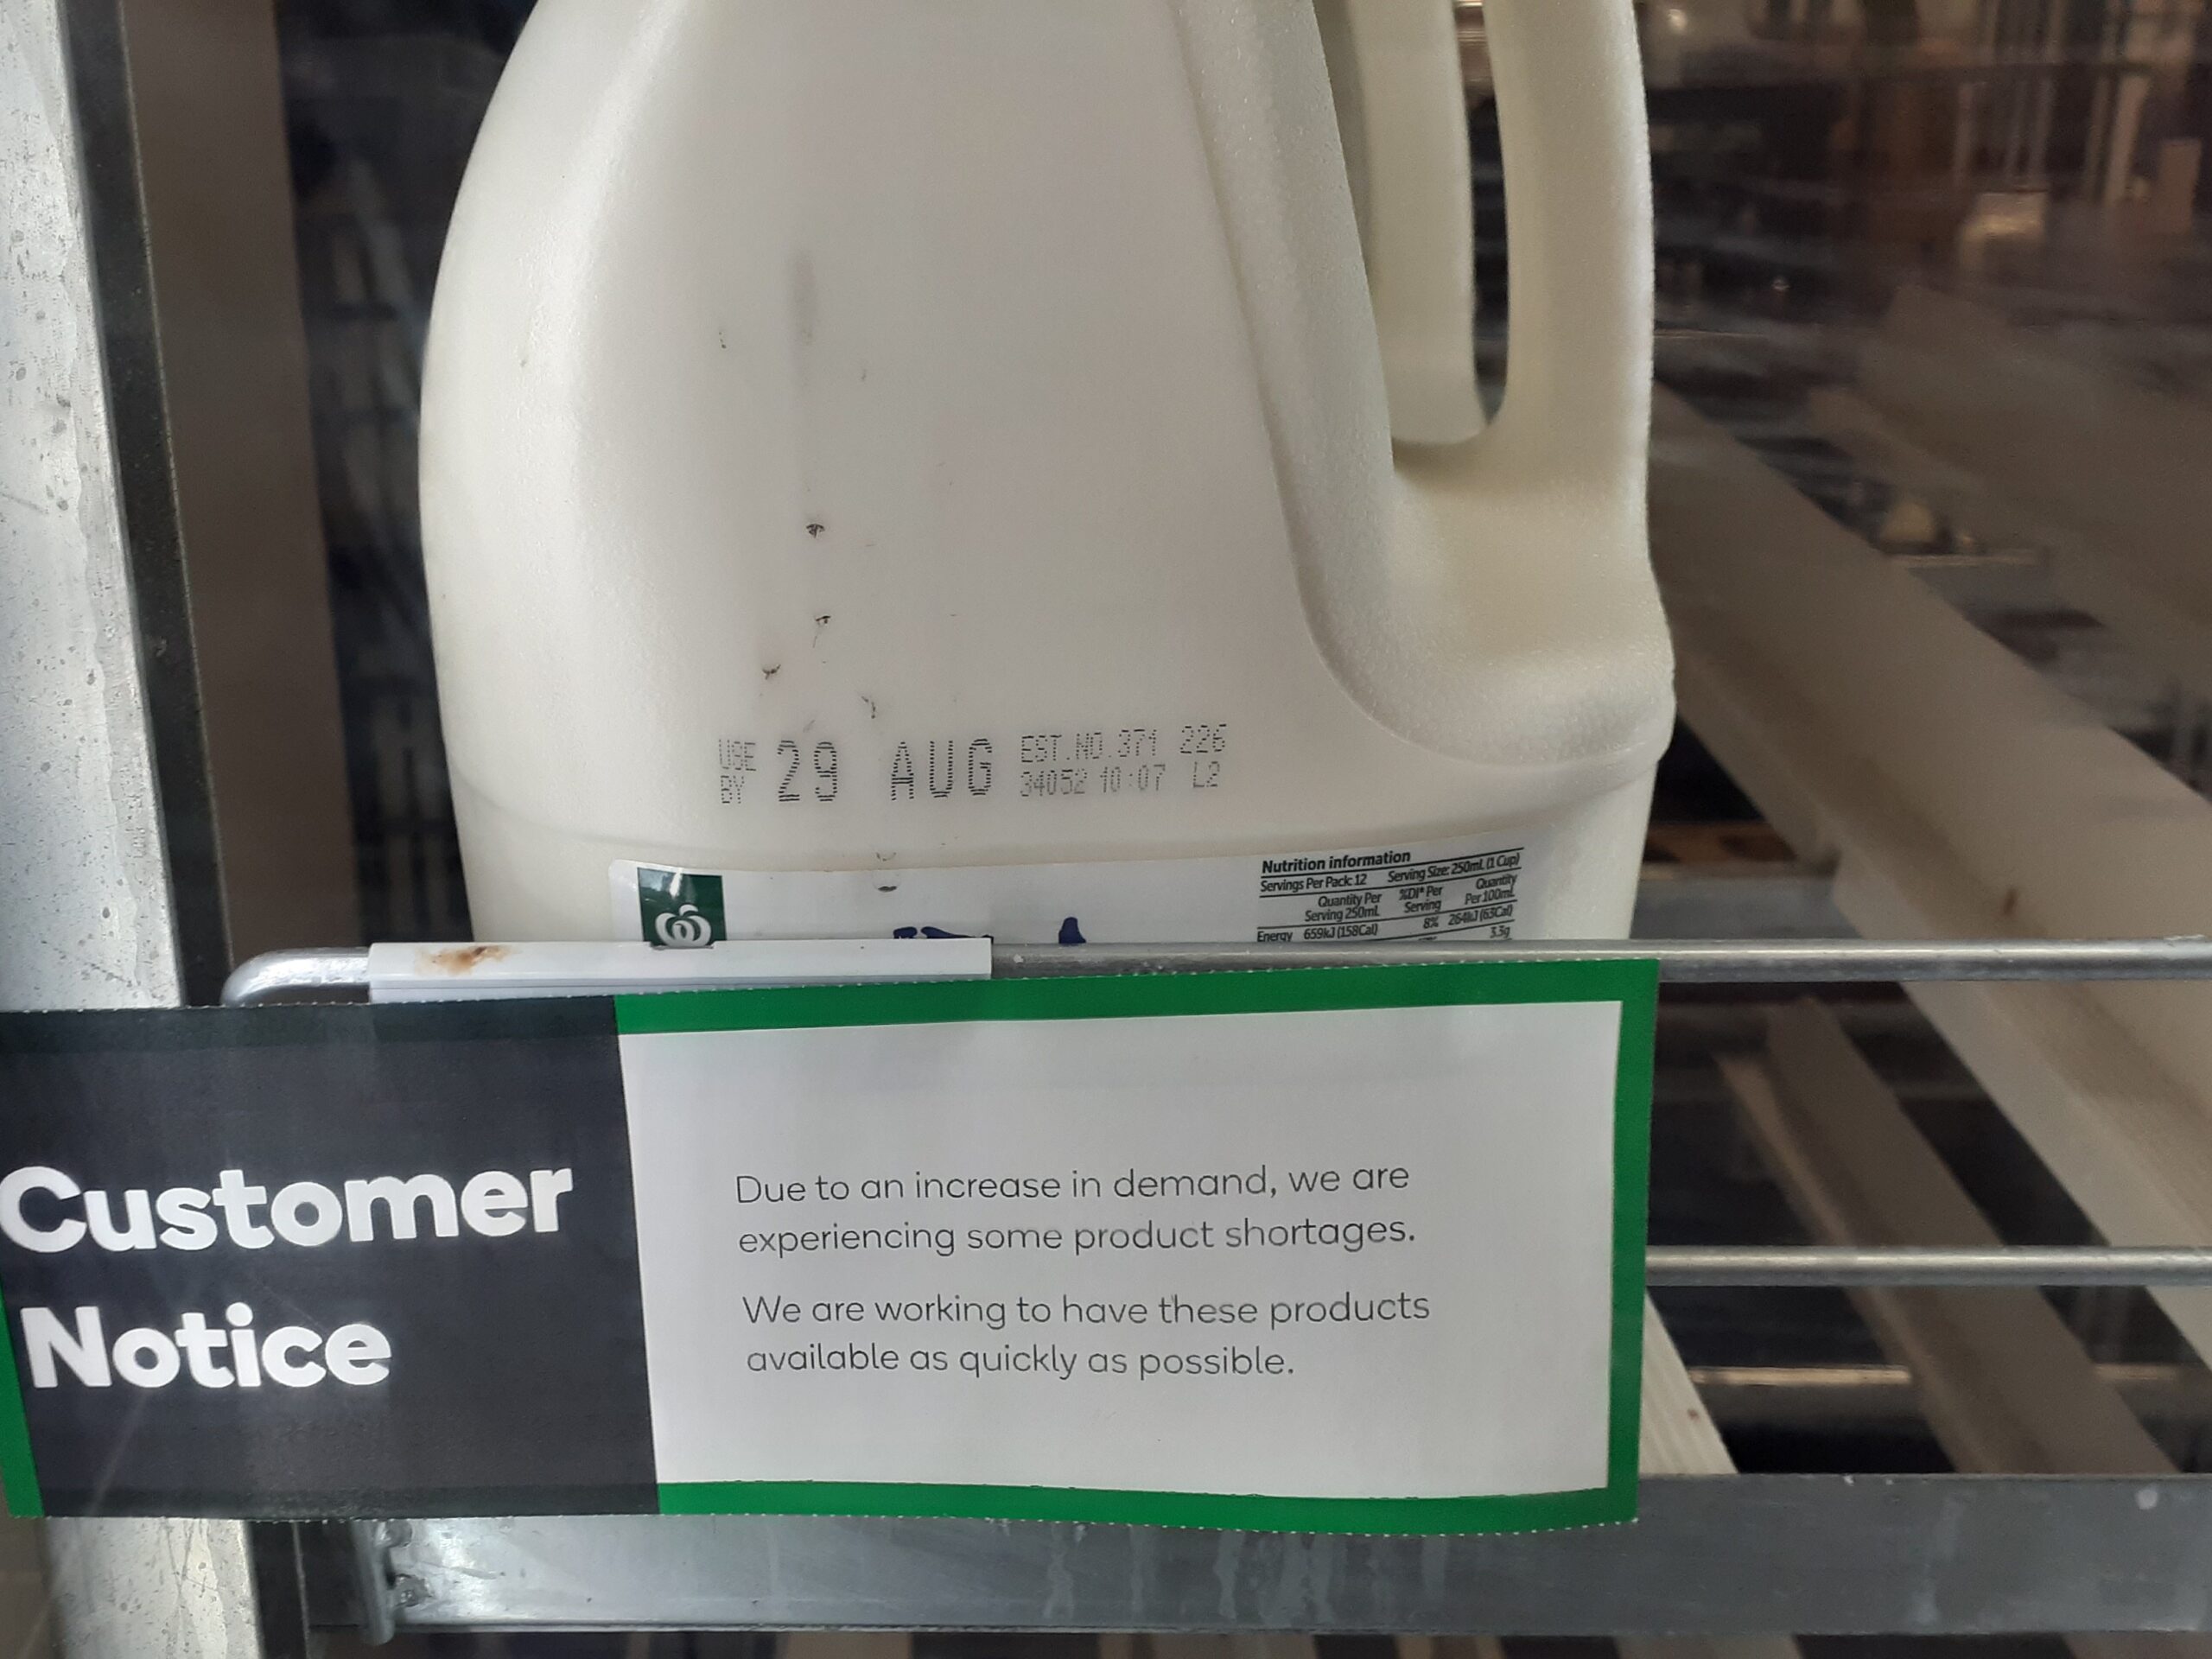 USE
BY
29 AUG
EST.NO.371 226
34052 10:07 L2
Nutrition information
Servings Per Pack: 12 Serving Size: 250mL (1 Cup)
Quantity Per
Serving 250mL
%DI* Per
Serving
Quantity
Per 100mL
Energy 659kJ (158Cal) 8% 264kJ (63Cal)
3.3g
Customer
Notice
Due to an increase in demand, we are
experiencing some product shortages.
We are working to have these products
available as quickly as possible.